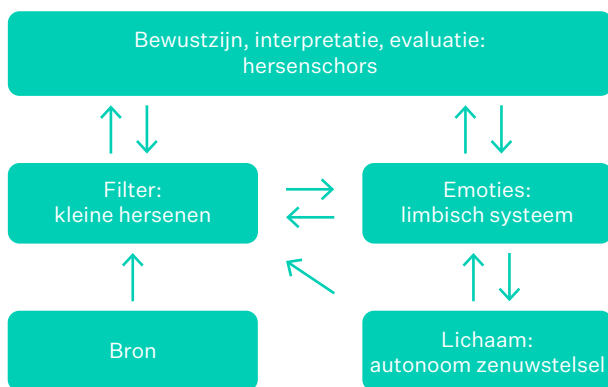 Bewustzijn, interpretatie, evaluatie:
hersenschors
Filter:
kleine hersenen
Emoties:
limbisch systeem
Bron
Lichaam:
autonoom zenuwstelsel